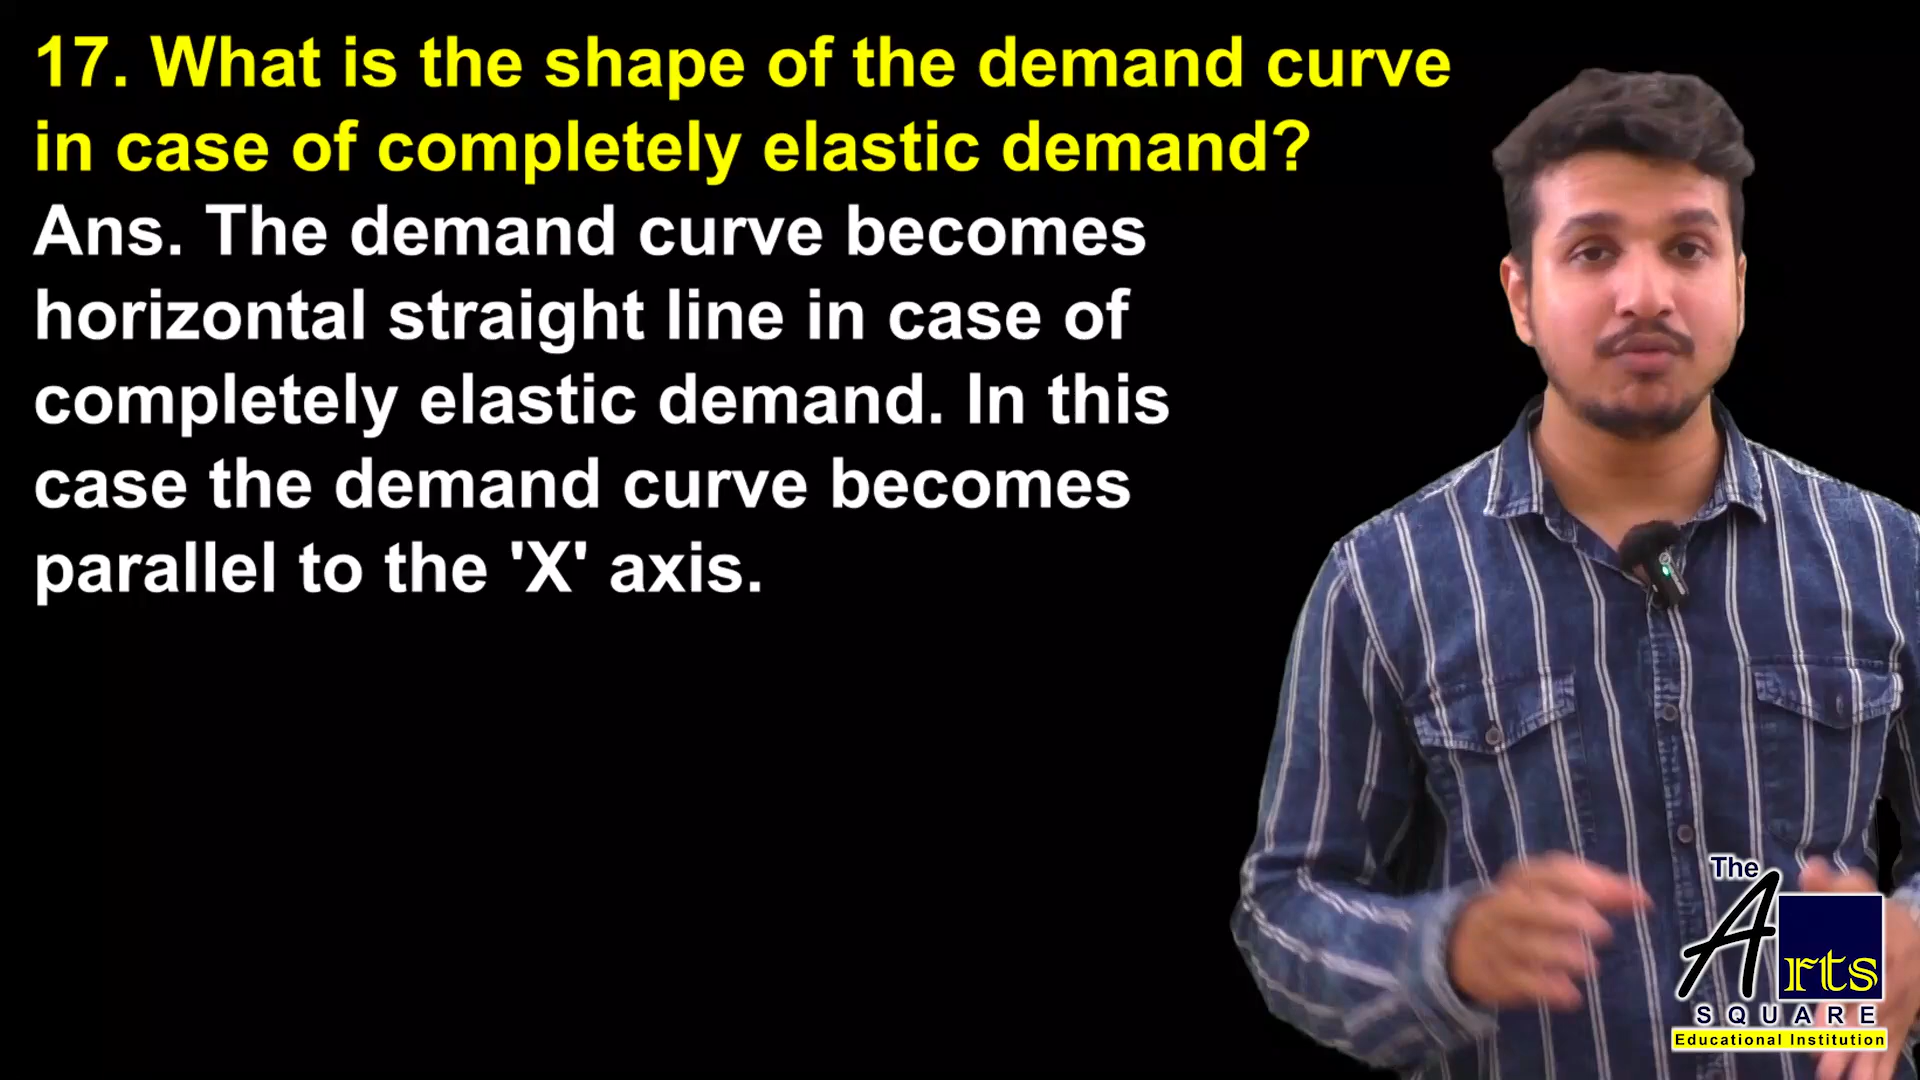 17. What is the shape of the demand curve
in case of completely elastic demand?
Ans. The demand curve becomes
horizontal straight line in case of
completely elastic demand. In this
case the demand curve becomes
parallel to the 'X' axis.
The
Arts
SQUARE
Educational Institution